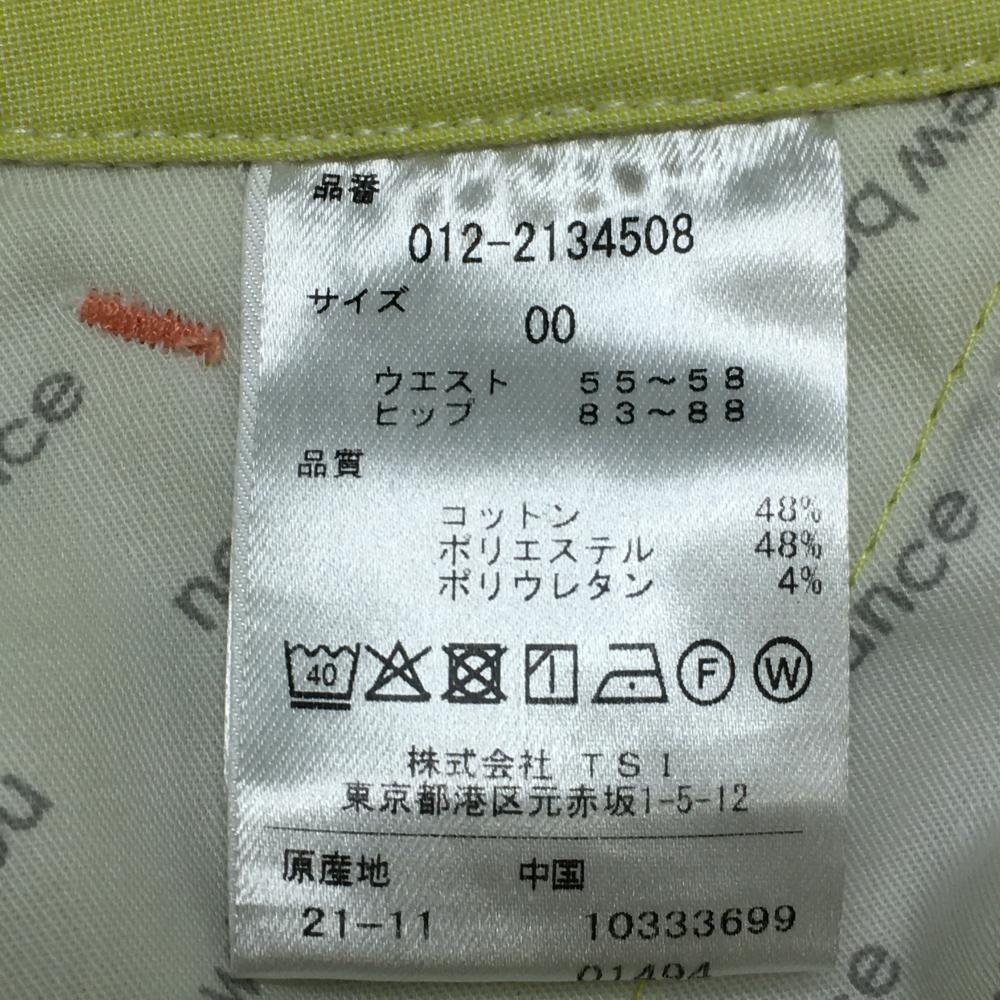 品番
012-2134508
サイズ
00
ウエスト 55～58
ヒップ 83～88
品質
コットン 48%
ポリエステル 48%
ポリウレタン 4%
40
F W
株式会社 TSI
東京都港区元赤坂1-5-12
原産地 中国
21-11 10333699
nce
ance